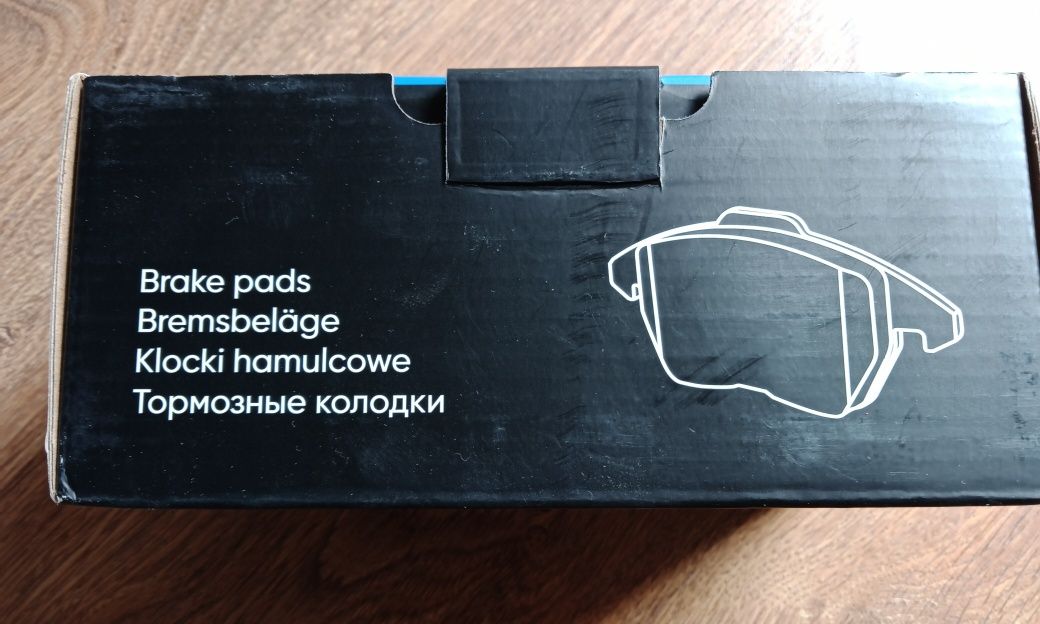 Brake pads
Bremsbeläge
Klocki hamulcowe
Тормозные колодки